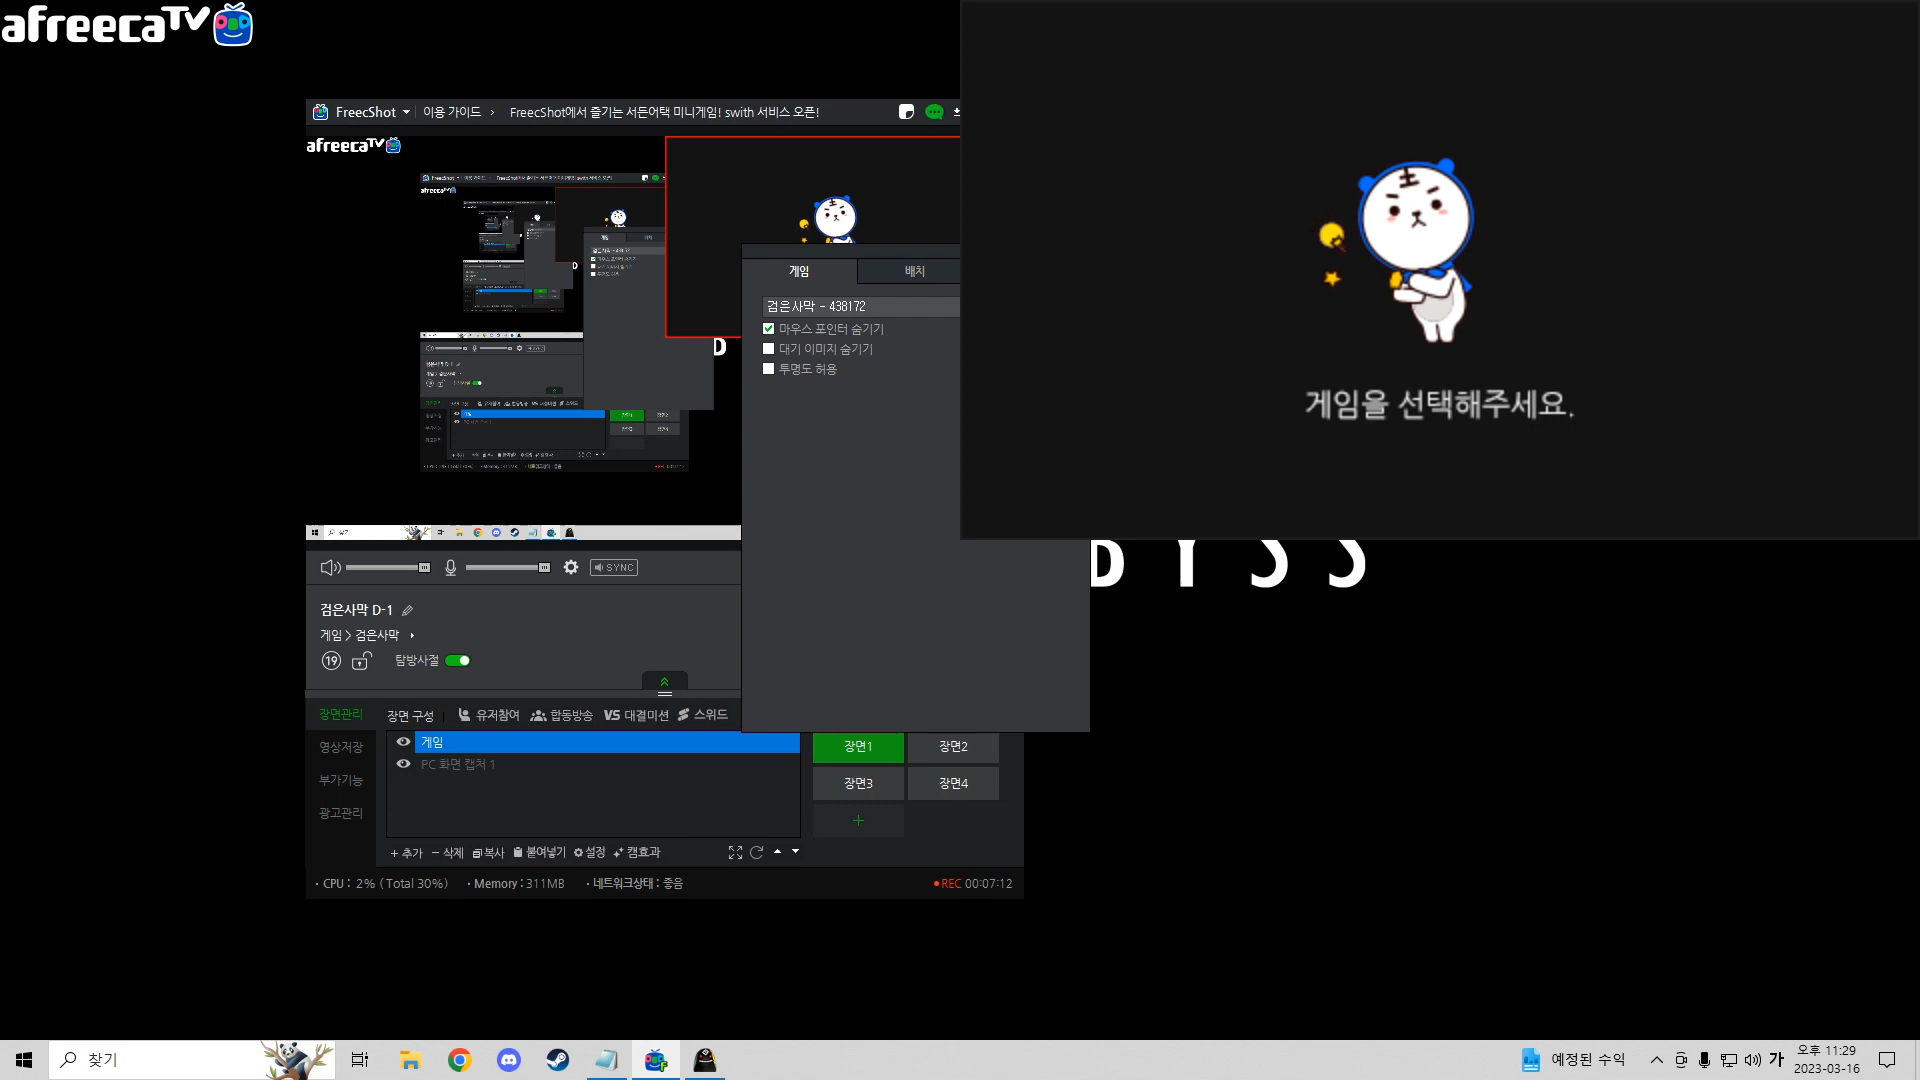 afreecaTV
FreecShot 이용 가이드 > FreecShot에서 즐기는 서든어택 미니게임! swith 서비스 오픈!
afreecaTV
게임 배치
검은사막 - 438172
마우스 포인터 숨기기
대기 이미지 숨기기
투명도 허용
게임을 선택해주세요.
D
BYSS
SYNC
검은사막 D-1
게임 > 검은사막
19 탐방사절
장면관리 장면 구성 유저참여 합동방송 VS 대결미션 스위드
영상저장
부가기능
광고관리
게임
PC 화면 캡처 1
장면1 장면2
장면3 장면4
+
+ 추가 − 삭제 복사 붙여넣기 설정 캠효과
· CPU : 2% ( Total 30%) · Memory : 311MB · 네트워크상태 : 좋음 REC 00:07:12
찾기
예정된 수익 가 오후 11:29
2023-03-16